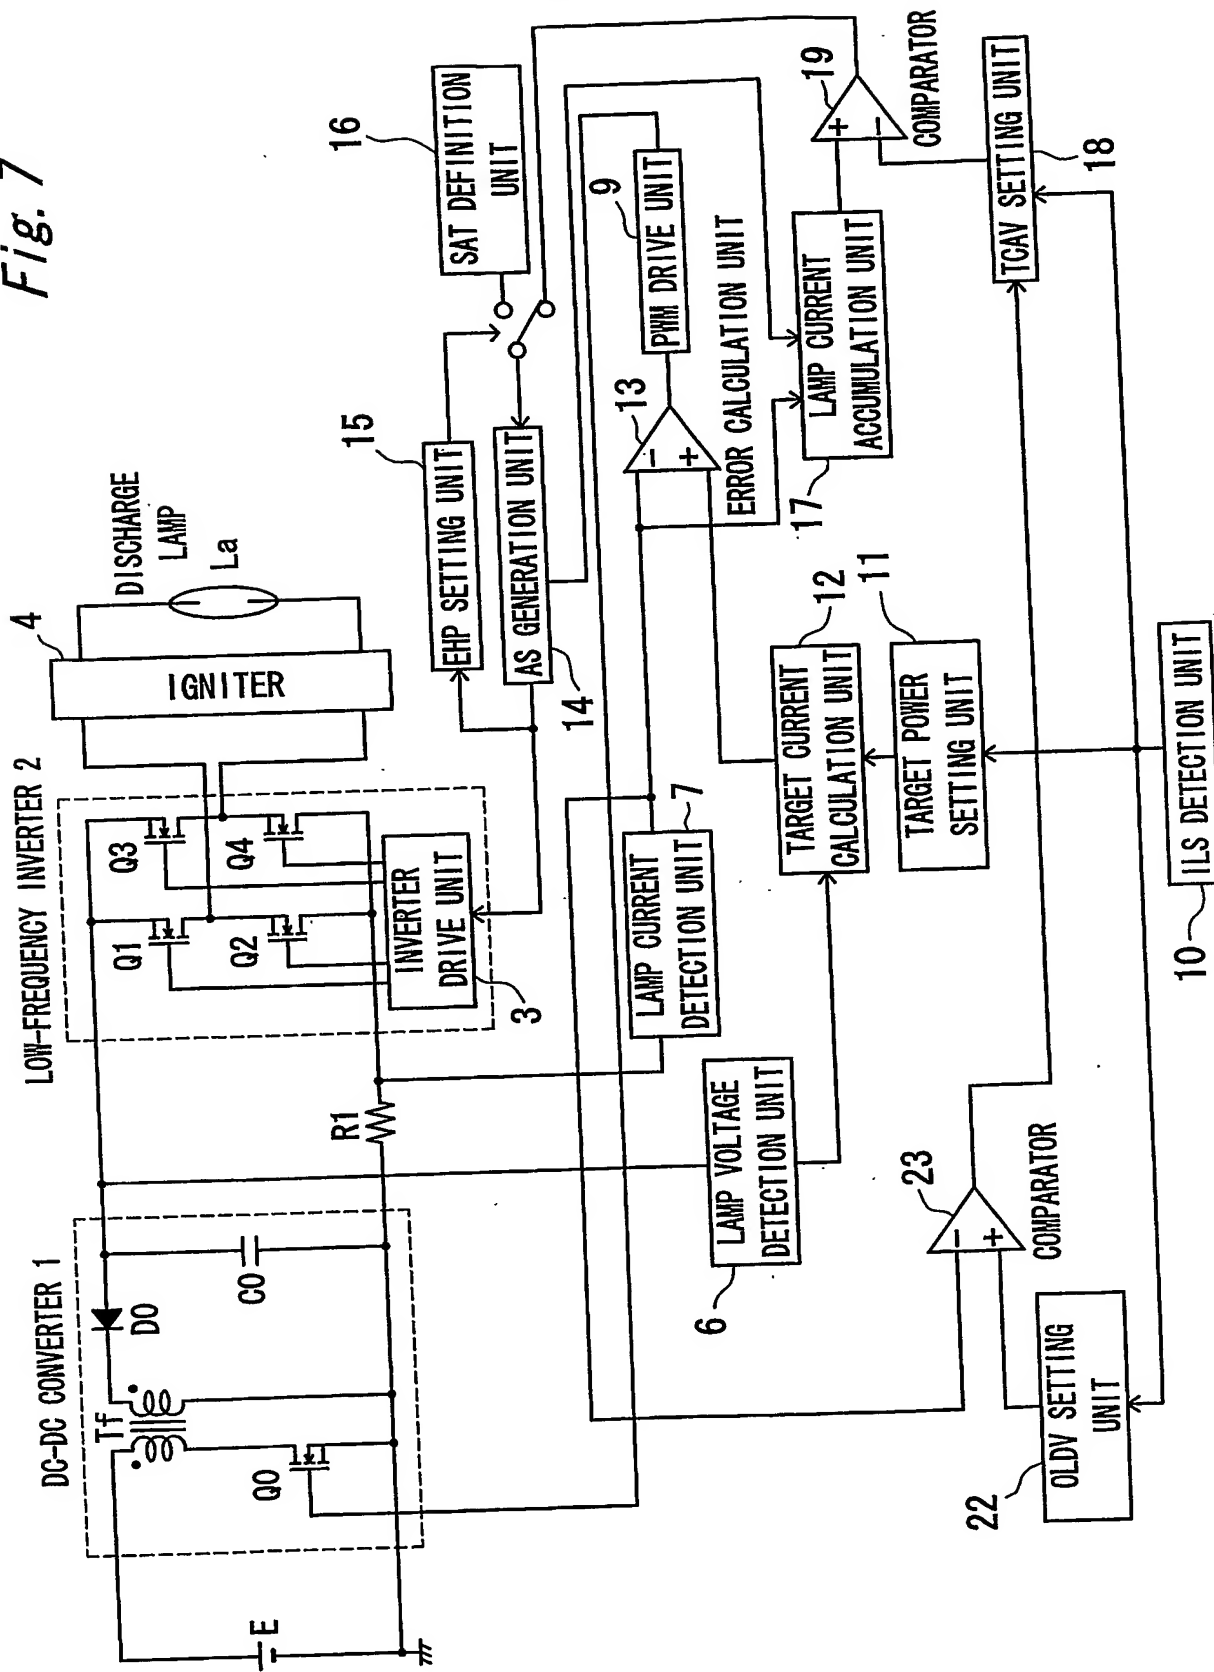 Fig. 7
DC-DC CONVERTER 1
LOW-FREQUENCY INVERTER 2
4
DISCHARGE
LAMP
La
IGNITER
Tf
D0
C0
Q0
E
R1
Q1
Q2
Q3
Q4
INVERTER
DRIVE UNIT
3
15
EHP SETTING UNIT
16
SAT DEFINITION
UNIT
AS GENERATION UNIT
14
LAMP CURRENT
DETECTION UNIT
7
13
−
+
ERROR CALCULATION UNIT
9
PWM DRIVE UNIT
LAMP VOLTAGE
DETECTION UNIT
6
TARGET CURRENT
CALCULATION UNIT
12
TARGET POWER
SETTING UNIT
11
LAMP CURRENT
ACCUMULATION UNIT
17
19
+
−
COMPARATOR
TCAV SETTING UNIT
18
23
−
+
COMPARATOR
OLDV SETTING
UNIT
22
ILS DETECTION UNIT
10